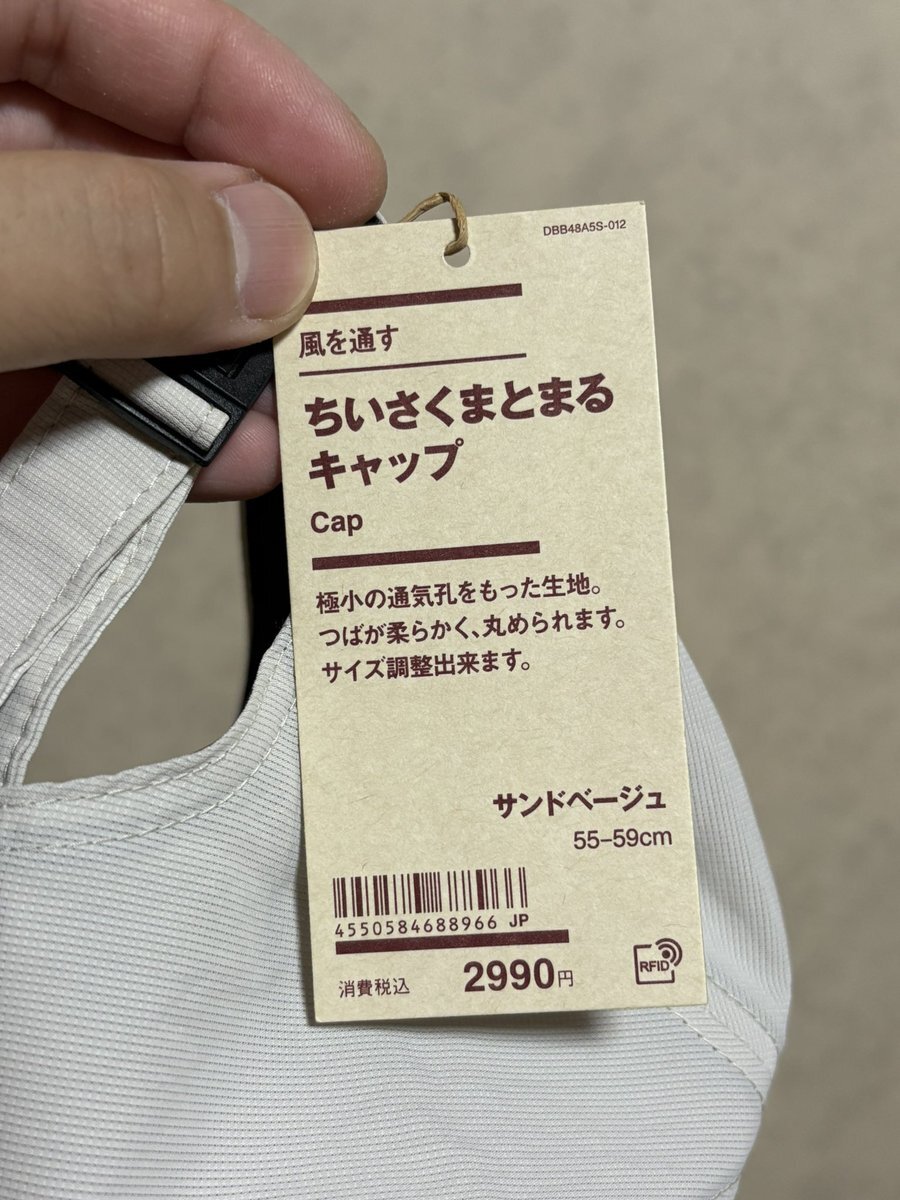 DBB48A5S-012
風を通す
ちいさくまとまる
キャップ
Cap
極小の通気孔をもった生地。
つばが柔らかく、丸められます。
サイズ調整出来ます。
サンドベージュ
55-59cm
4550584688966 JP
消費税込 2990円
RFID